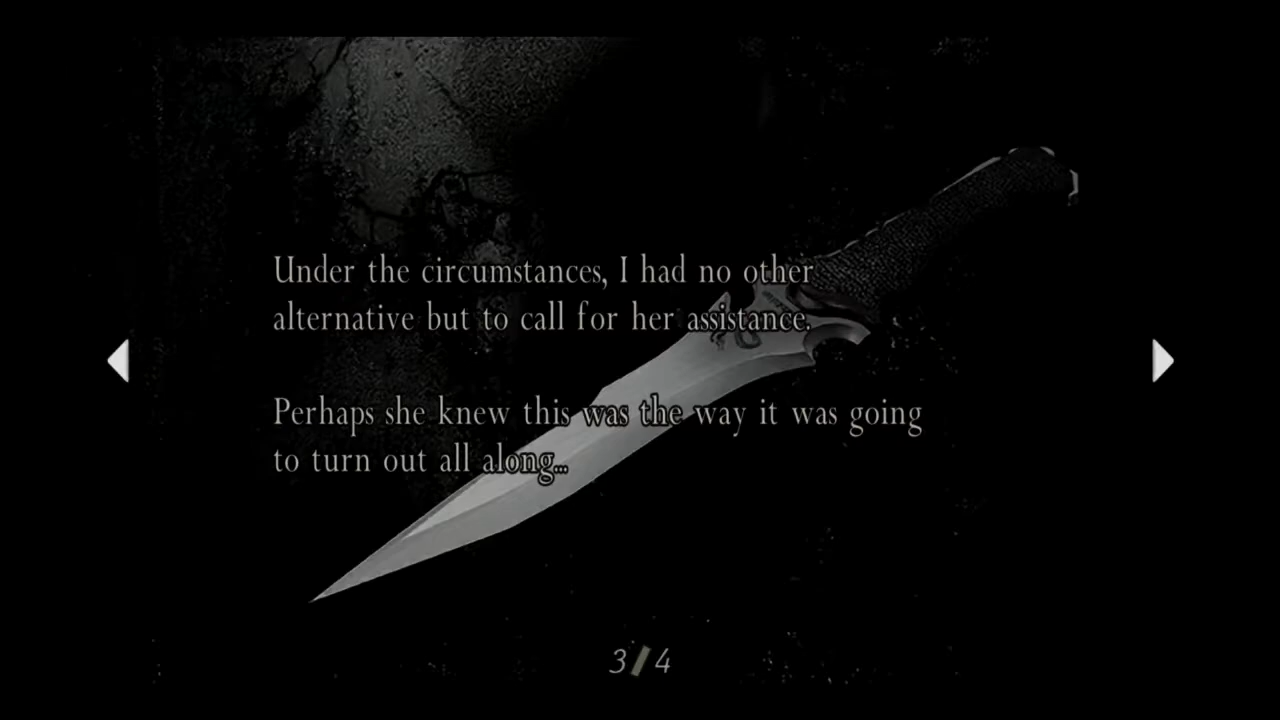 Under the circumstances, I had no other
alternative but to call for her assistance.
Perhaps she knew this was the way it was going
to turn out all along...
3/4